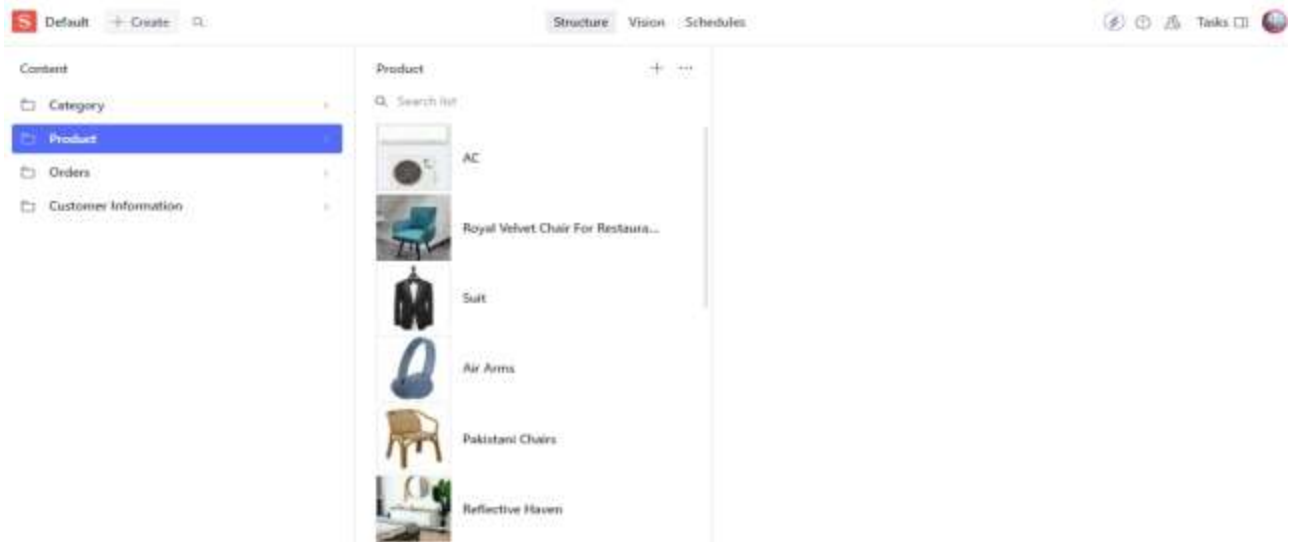 S Default + Create
Structure Vision Schedules
Tasks
Content
Category
Product
Orders
Customer Information
Product
Search list
AC
Royal Velvet Chair For Restaura...
Suit
Air Arms
Pakistani Chairs
Reflective Haven